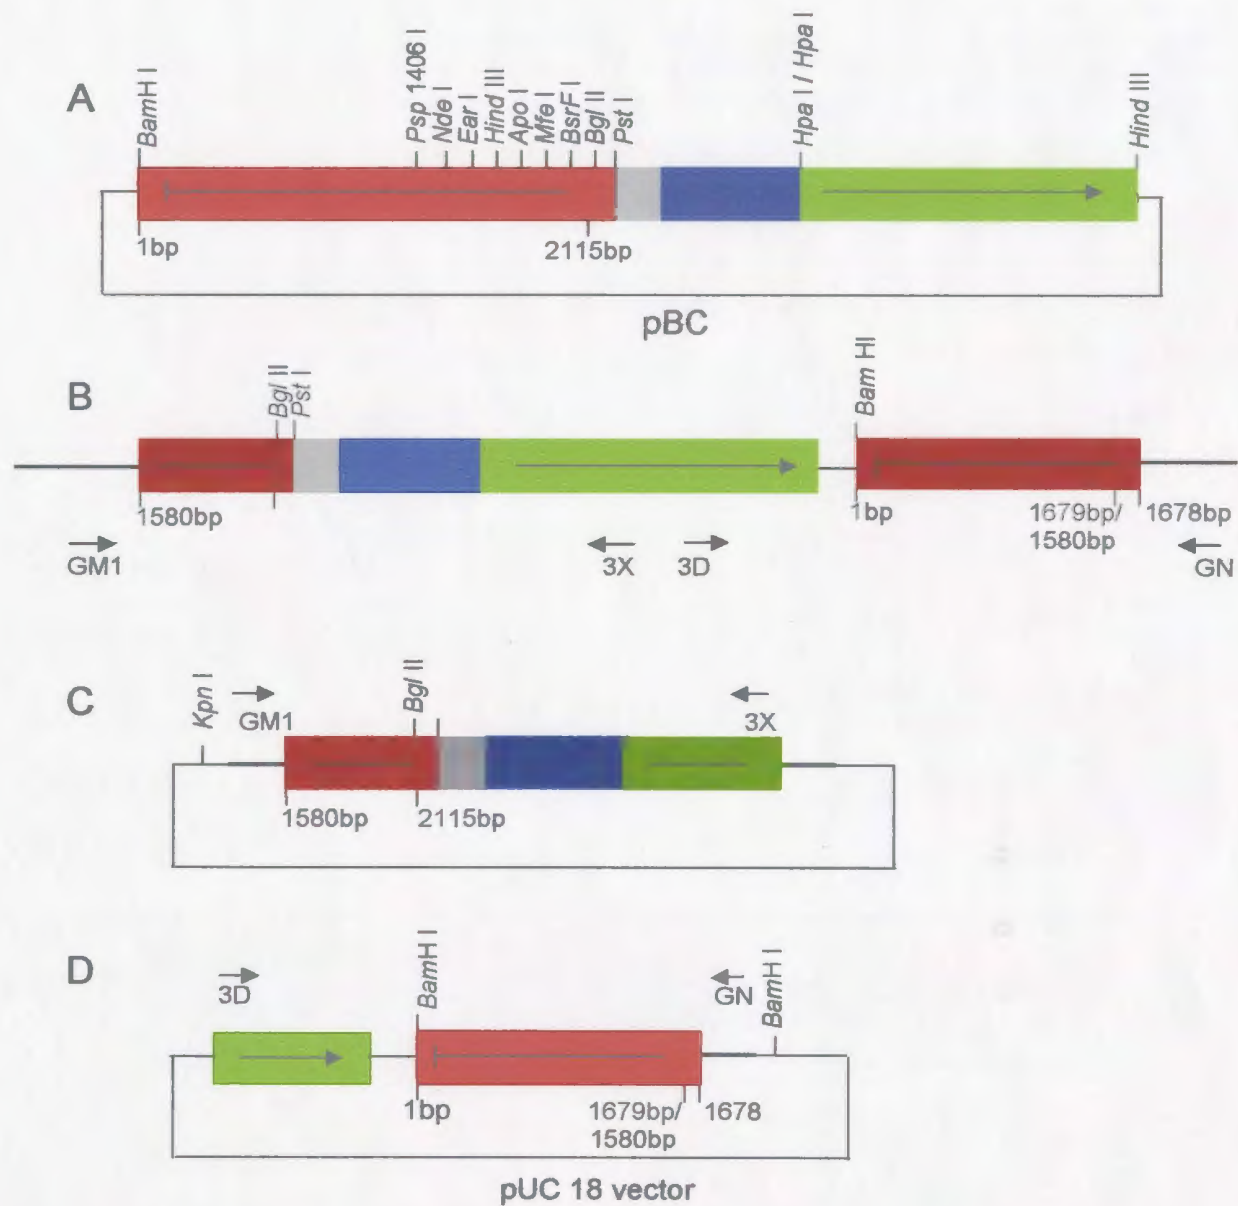 A
BamH I
Psp 1406 I
Nde I
Ear I
Hind III
Apo I
Mfe I
BsrF I
Bgl II
Pst I
Hpa I / Hpa I
Hind III
1bp
2115bp
pBC
B
Bgl II
Pst I
Bam HI
1580bp
1bp
1679bp/
1580bp
1678bp
GM1
3X
3D
GN
C
Kpn I
GM1
Bgl II
3X
1580bp
2115bp
D
3D
BamH I
GN
BamH I
1bp
1679bp/
1580bp
1678
pUC 18 vector